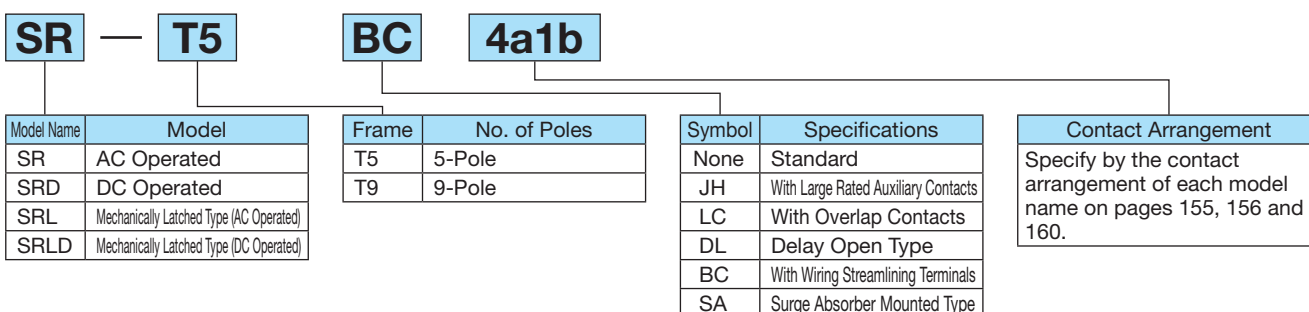 SR — T5 BC 4a1b
Model Name Model
SR AC Operated
SRD DC Operated
SRL Mechanically Latched Type (AC Operated)
SRLD Mechanically Latched Type (DC Operated)
Frame No. of Poles
T5 5-Pole
T9 9-Pole
Symbol Specifications
None Standard
JH With Large Rated Auxiliary Contacts
LC With Overlap Contacts
DL Delay Open Type
BC With Wiring Streamlining Terminals
SA Surge Absorber Mounted Type
Contact Arrangement
Specify by the contact
arrangement of each model
name on pages 155, 156 and
160.